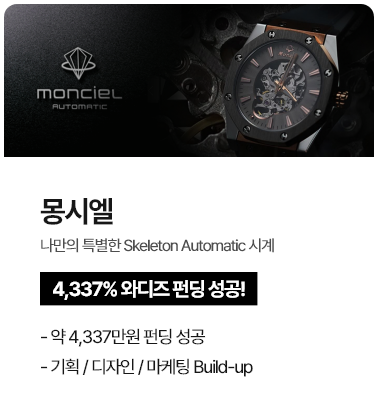 monciel
AUTOMATIC
몽시엘
나만의 특별한 Skeleton Automatic 시계
4,337% 와디즈 펀딩 성공!
- 약 4,337만원 펀딩 성공
- 기획 / 디자인 / 마케팅 Build-up